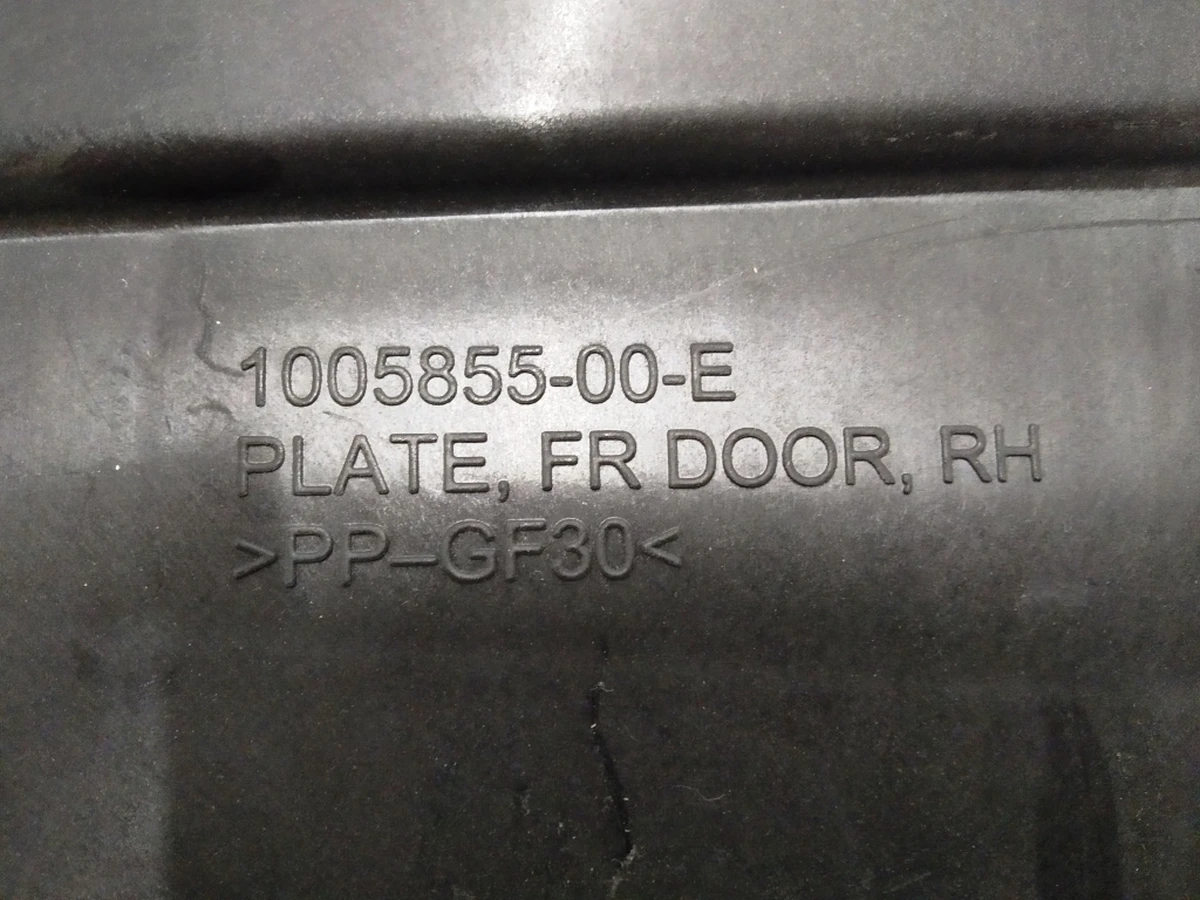 1005855-00-E
PLATE, FR DOOR, RH
>PP–GF30<